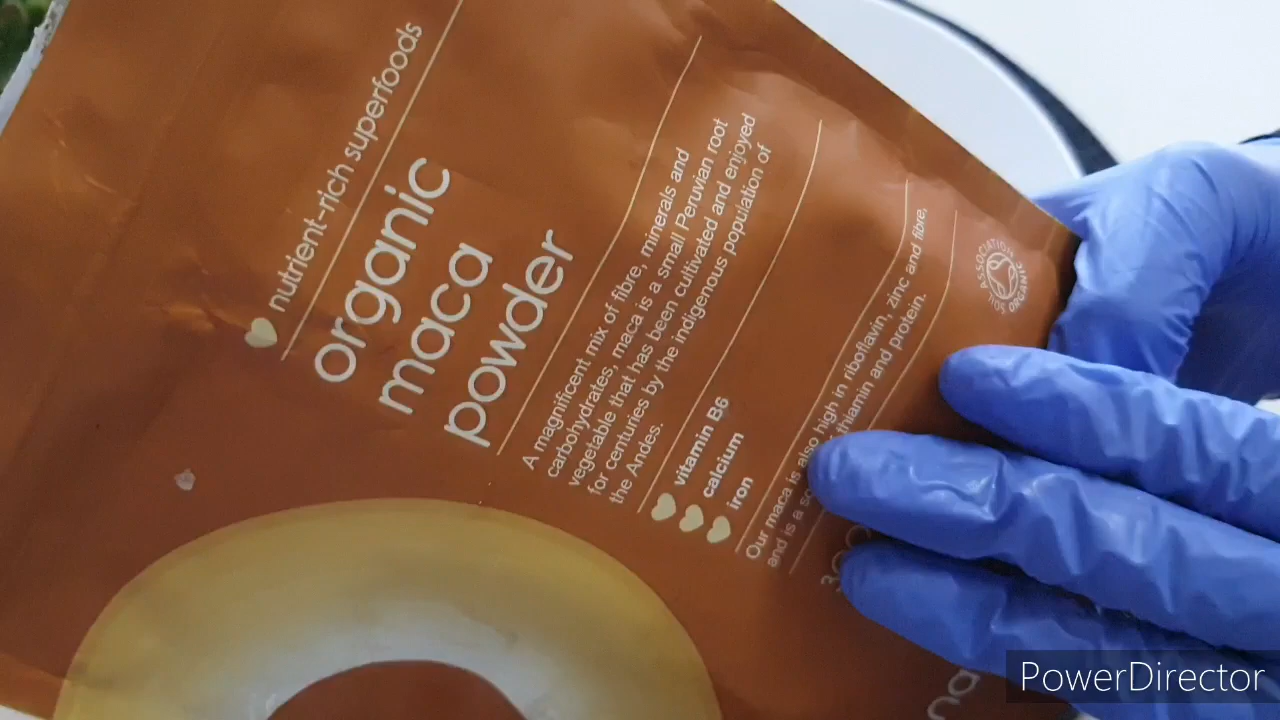 nutrient-rich superfoods
organic
maca
powder
A magnificent mix of fibre, minerals and
carbohydrates, maca is a small Peruvian root
vegetable that has been cultivated and enjoyed
for centuries by the indigenous population of
the Andes.
vitamin B6
calcium
iron
Our maca is also high in riboflavin, zinc and fibre,
and is a thiamin and protein.
SOIL ASSOCIATION ORGANIC
PowerDirector